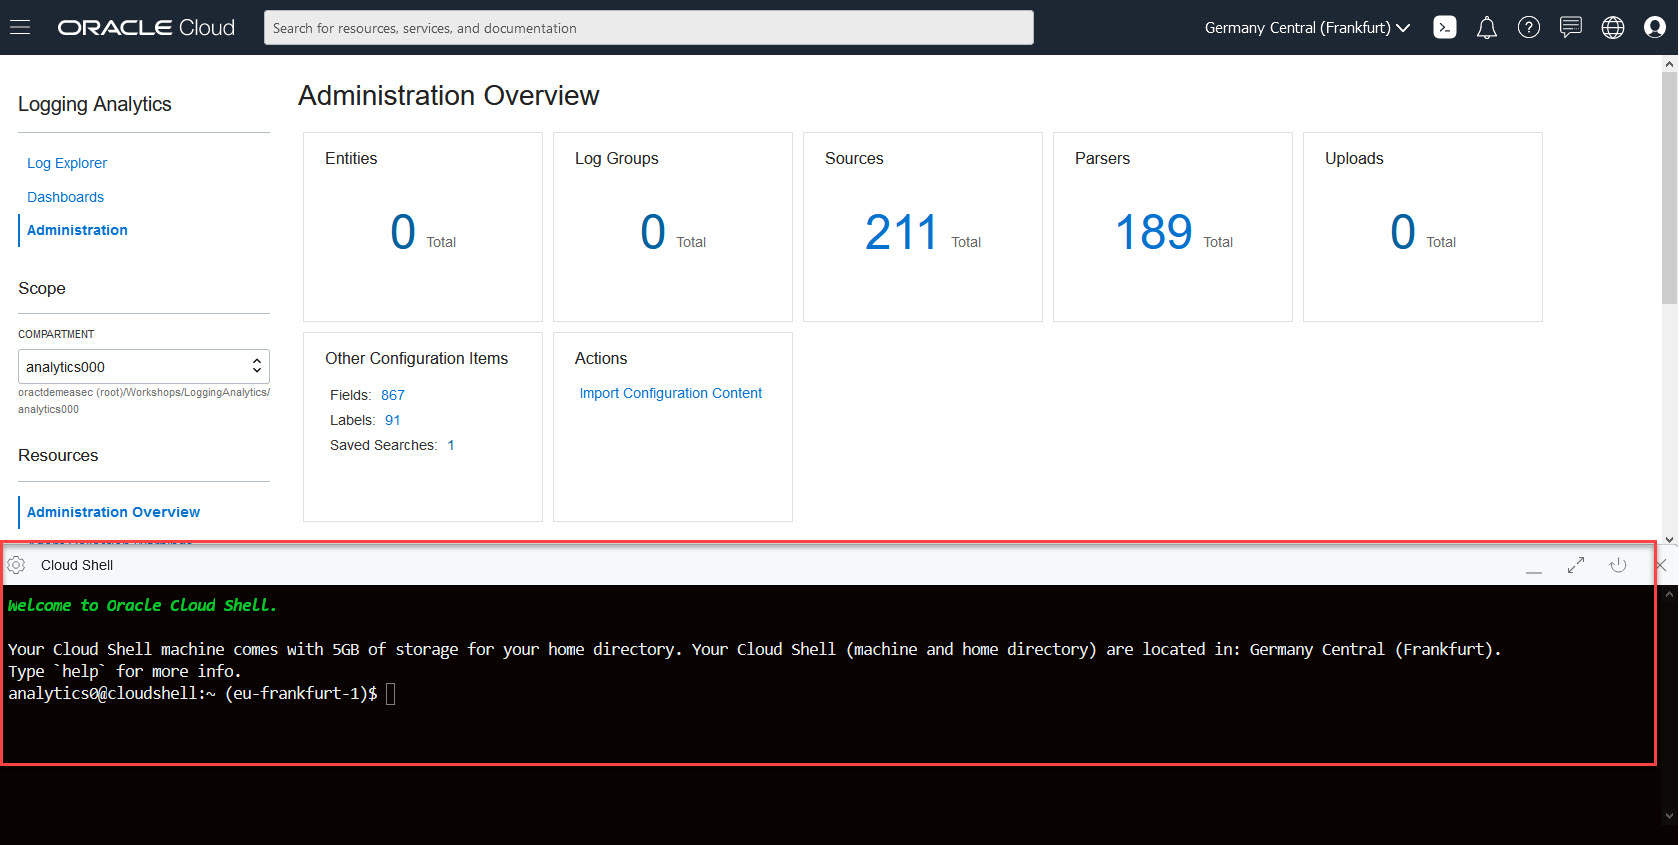 ORACLE Cloud
Search for resources, services, and documentation
Germany Central (Frankfurt)
Logging Analytics
Log Explorer
Dashboards
Administration
Scope
COMPARTMENT
analytics000
oractdemeasec (root)/Workshops/LoggingAnalytics/
analytics000
Resources
Administration Overview
Administration Overview
Entities
0 Total
Log Groups
0 Total
Sources
211 Total
Parsers
189 Total
Uploads
0 Total
Other Configuration Items
Fields: 867
Labels: 91
Saved Searches: 1
Actions
Import Configuration Content
Cloud Shell
Welcome to Oracle Cloud Shell.
Your Cloud Shell machine comes with 5GB of storage for your home directory. Your Cloud Shell (machine and home directory) are located in: Germany Central (Frankfurt).
Type `help` for more info.
analytics0@cloudshell:~ (eu-frankfurt-1)$